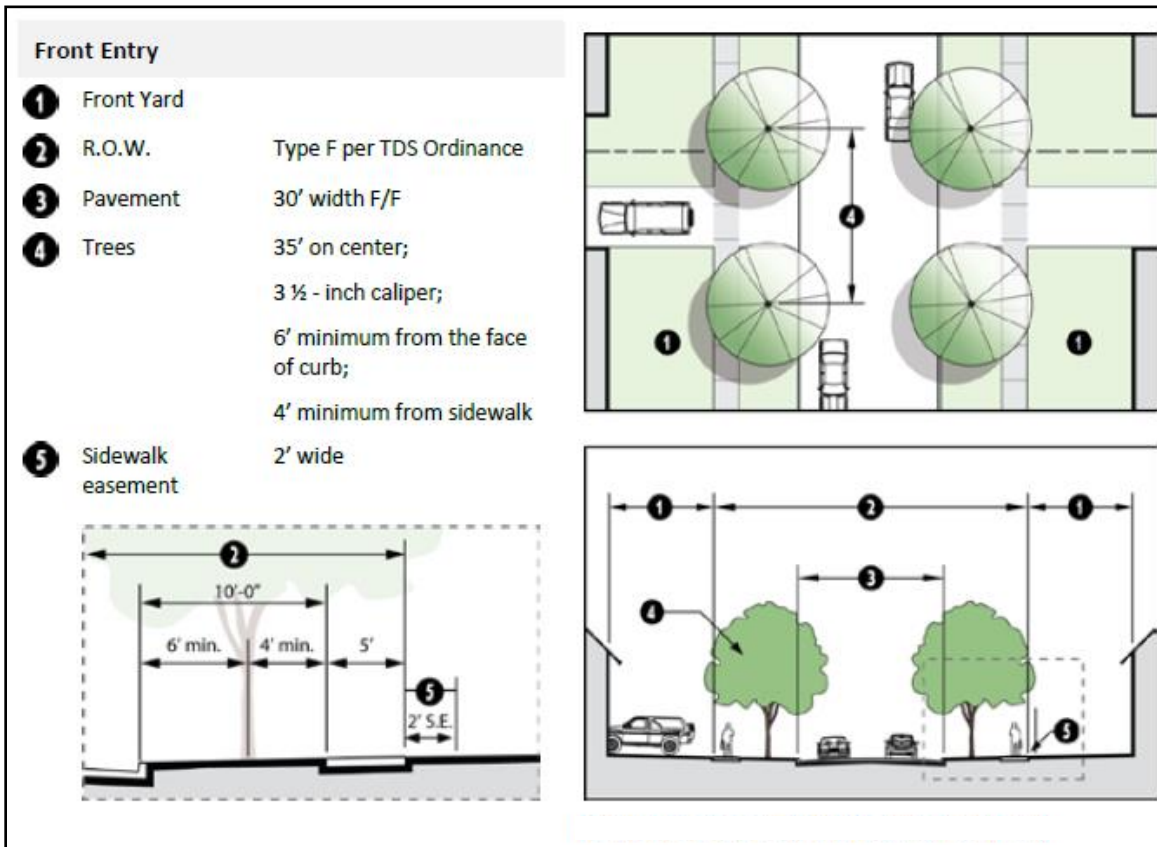 Front Entry
1 Front Yard
2 R.O.W. Type F per TDS Ordinance
3 Pavement 30' width F/F
4 Trees 35' on center;
3 ½ - inch caliper;
6' minimum from the face
of curb;
4' minimum from sidewalk
5 Sidewalk 2' wide
easement
2
10'-0"
6' min. 4' min. 5'
5
2' S.E.
4
1 1
1 2 1
3
4
5